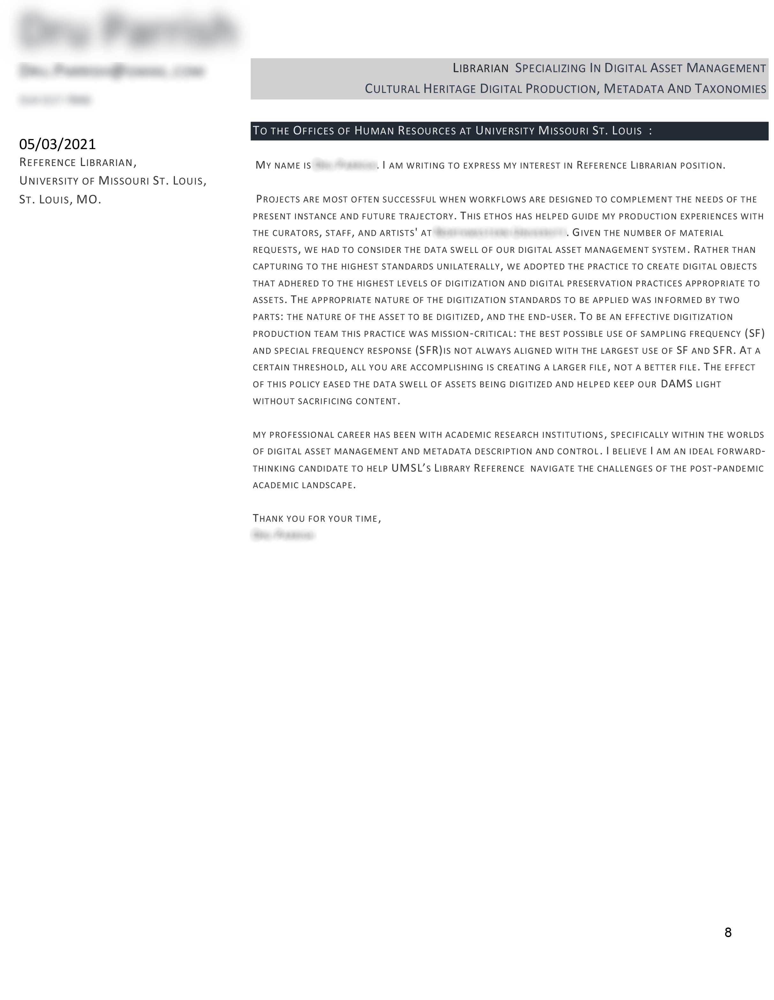 Librarian Specializing In Digital Asset Management
Cultural Heritage Digital Production, Metadata And Taxonomies
To the Offices of Human Resources at University Missouri St. Louis :
05/03/2021
Reference Librarian,
University of Missouri St. Louis,
St. Louis, MO.
My name is . I am writing to express my interest in Reference Librarian position.
Projects are most often successful when workflows are designed to complement the needs of the
present instance and future trajectory. This ethos has helped guide my production experiences with
the curators, staff, and artists' at . Given the number of material
requests, we had to consider the data swell of our digital asset management system. Rather than
capturing to the highest standards unilaterally, we adopted the practice to create digital objects
that adhered to the highest levels of digitization and digital preservation practices appropriate to
assets. The appropriate nature of the digitization standards to be applied was informed by two
parts: the nature of the asset to be digitized, and the end-user. To be an effective digitization
production team this practice was mission-critical: the best possible use of sampling frequency (SF)
and special frequency response (SFR)is not always aligned with the largest use of SF and SFR. At a
certain threshold, all you are accomplishing is creating a larger file, not a better file. The effect
of this policy eased the data swell of assets being digitized and helped keep our DAMS light
without sacrificing content.
my professional career has been with academic research institutions, specifically within the worlds
of digital asset management and metadata description and control. I believe I am an ideal forward-
thinking candidate to help UMSL’s Library Reference navigate the challenges of the post-pandemic
academic landscape.
Thank you for your time,
8